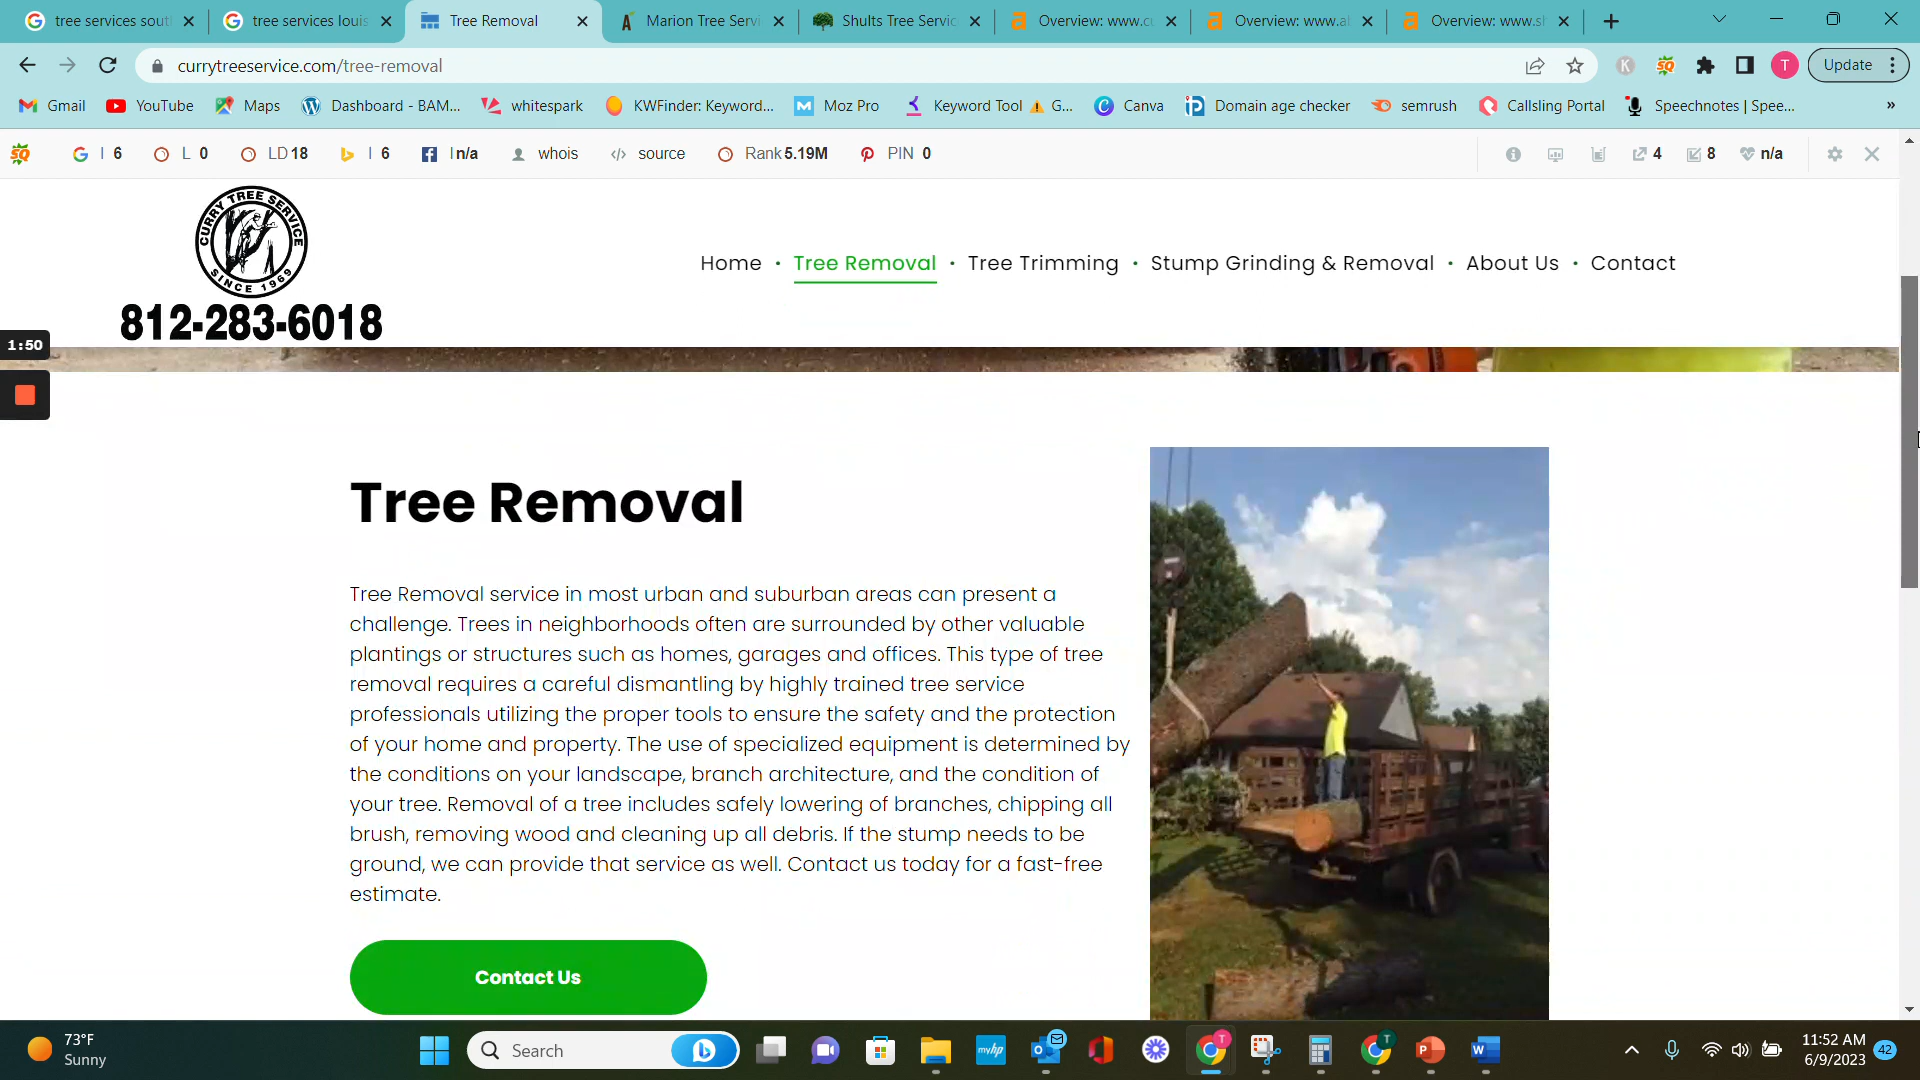 tree services sout
tree services louis
Tree Removal
Marion Tree Servi
Shults Tree Servic
Overview: www.cu
Overview: www.al
Overview: www.sh
currytreeservice.com/tree-removal
K
SQ
T
Update
Gmail
YouTube
Maps
Dashboard - BAM...
whitespark
KWFinder: Keyword...
Moz Pro
Keyword Tool ⚠ G...
Canva
Domain age checker
semrush
Callsling Portal
Speechnotes | Spee...
»
I 6
L 0
LD 18
I 6
I n/a
whois
source
Rank 5.19M
PIN 0
4
8
n/a
CURRY TREE SERVICE
SINCE 1969
812-283-6018
Home • Tree Removal • Tree Trimming • Stump Grinding & Removal • About Us • Contact
1:50
Tree Removal
Tree Removal service in most urban and suburban areas can present a
challenge. Trees in neighborhoods often are surrounded by other valuable
plantings or structures such as homes, garages and offices. This type of tree
removal requires a careful dismantling by highly trained tree service
professionals utilizing the proper tools to ensure the safety and the protection
of your home and property. The use of specialized equipment is determined by
the conditions on your landscape, branch architecture, and the condition of
your tree. Removal of a tree includes safely lowering of branches, chipping all
brush, removing wood and cleaning up all debris. If the stump needs to be
ground, we can provide that service as well. Contact us today for a fast-free
estimate.
Contact Us
73°F
Sunny
Search
myhp
11:52 AM
6/9/2023
42